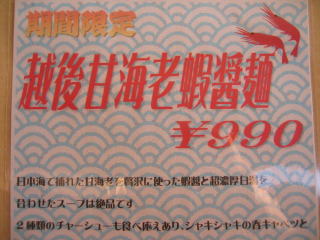 期間限定
越後甘海老蝦醤麺
¥990
日本海で捕れた甘海老を贅沢に使った蝦醤と超濃厚白湯を
合わせたスープは絶品です
2種類のチャーシューも食べ応えあり、シャキシャキの春キャベツと